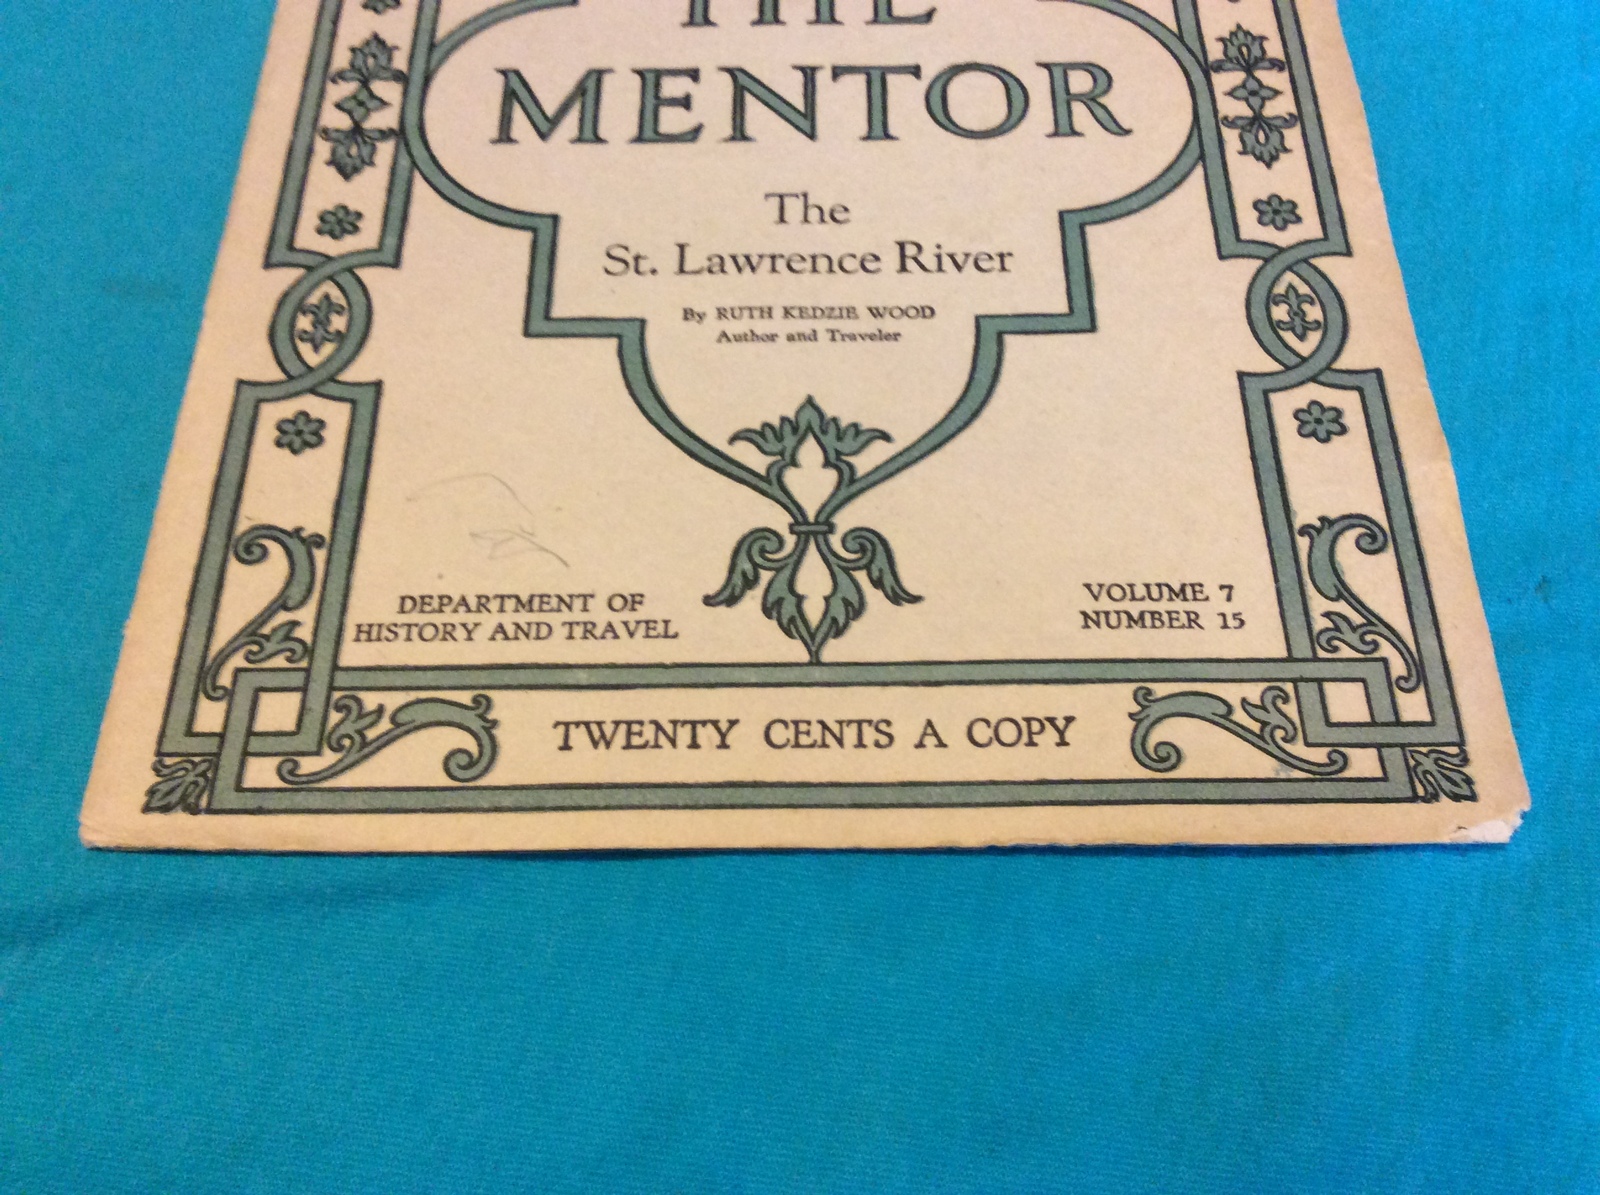 THE
MENTOR
The
St. Lawrence River
By RUTH KEDZIE WOOD
Author and Traveler
DEPARTMENT OF
HISTORY AND TRAVEL
VOLUME 7
NUMBER 15
TWENTY CENTS A COPY